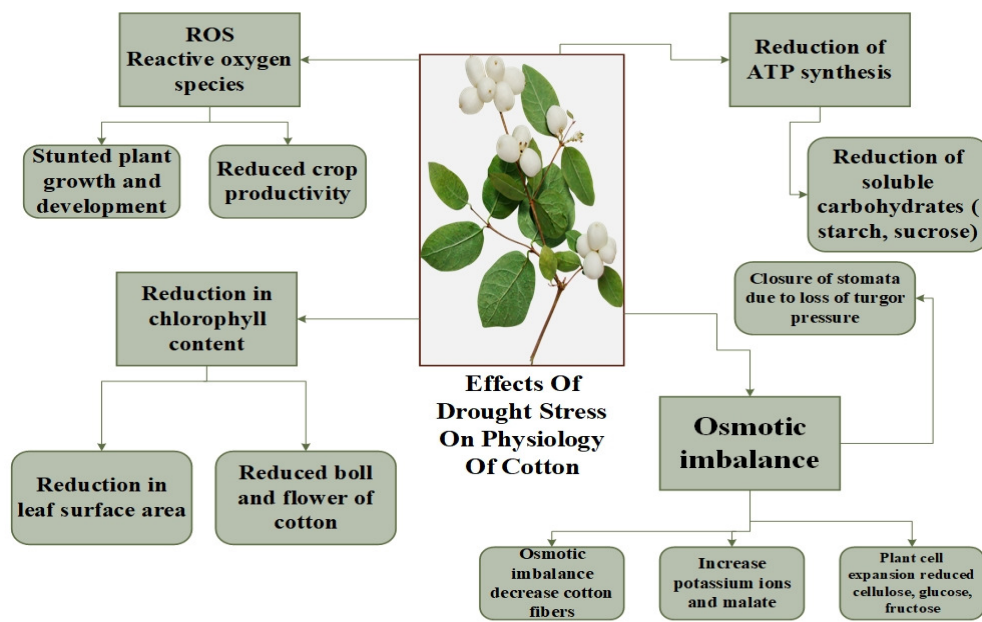 ROS
Reactive oxygen
species
Stunted plant
growth and
development
Reduced crop
productivity
Reduction of
ATP synthesis
Reduction of
soluble
carbohydrates (
starch, sucrose)
Reduction in
chlorophyll
content
Reduction in
leaf surface area
Reduced boll
and flower of
cotton
Effects Of
Drought Stress
On Physiology
Of Cotton
Closure of stomata
due to loss of turgor
pressure
Osmotic
imbalance
Osmotic
imbalance
decrease cotton
fibers
Increase
potassium ions
and malate
Plant cell
expansion reduced
cellulose, glucose,
fructose